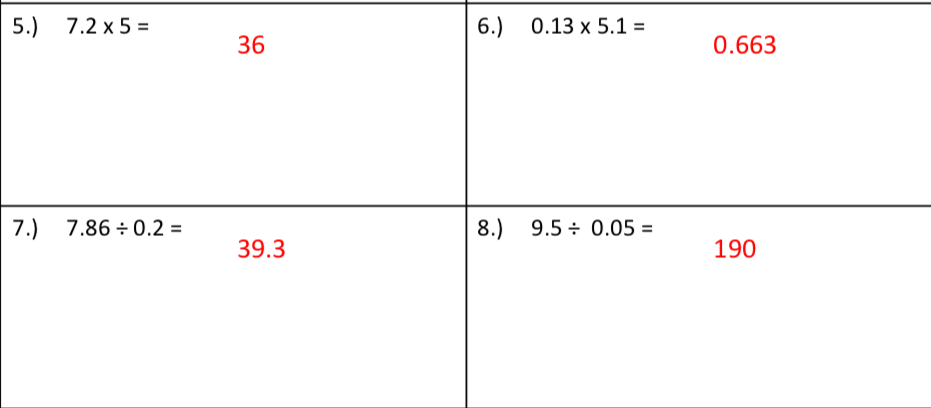 5.) 7.2 x 5 =
36
6.) 0.13 x 5.1 =
0.663
7.) 7.86 ÷ 0.2 =
39.3
8.) 9.5 ÷ 0.05 =
190